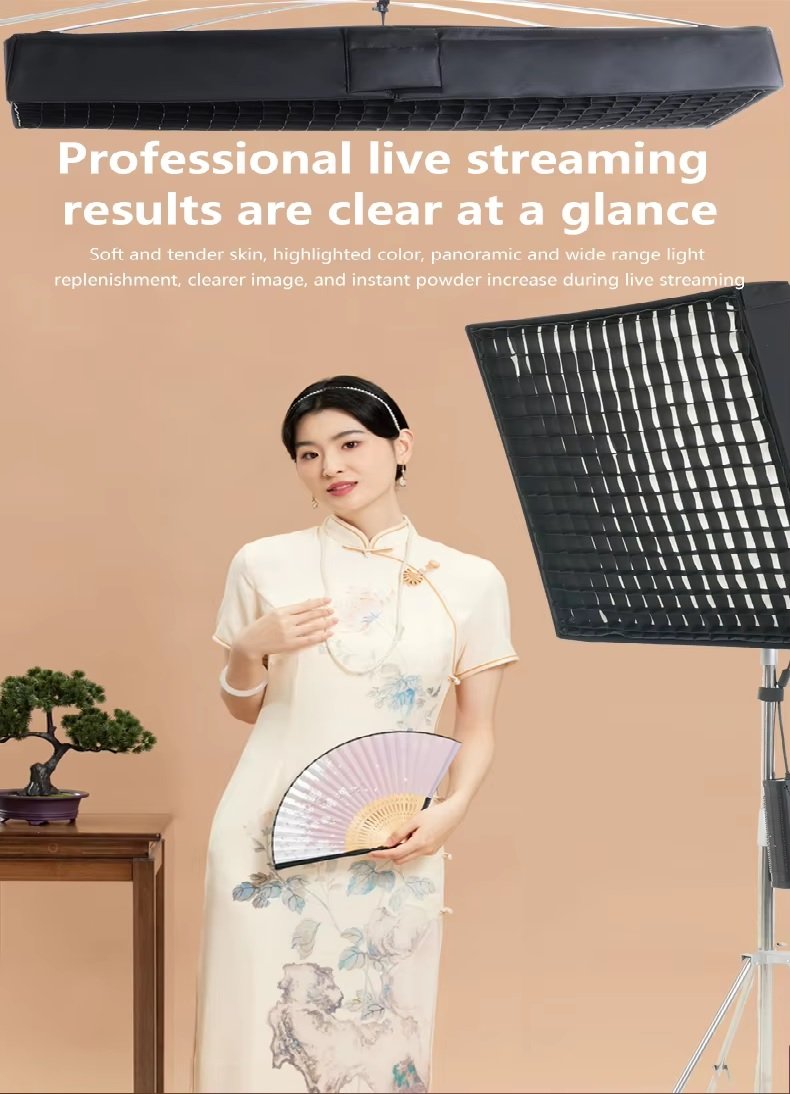 Professional live streaming
results are clear at a glance
Soft and tender skin, highlighted color, panoramic and wide range light
replenishment, clearer image, and instant powder increase during live streaming